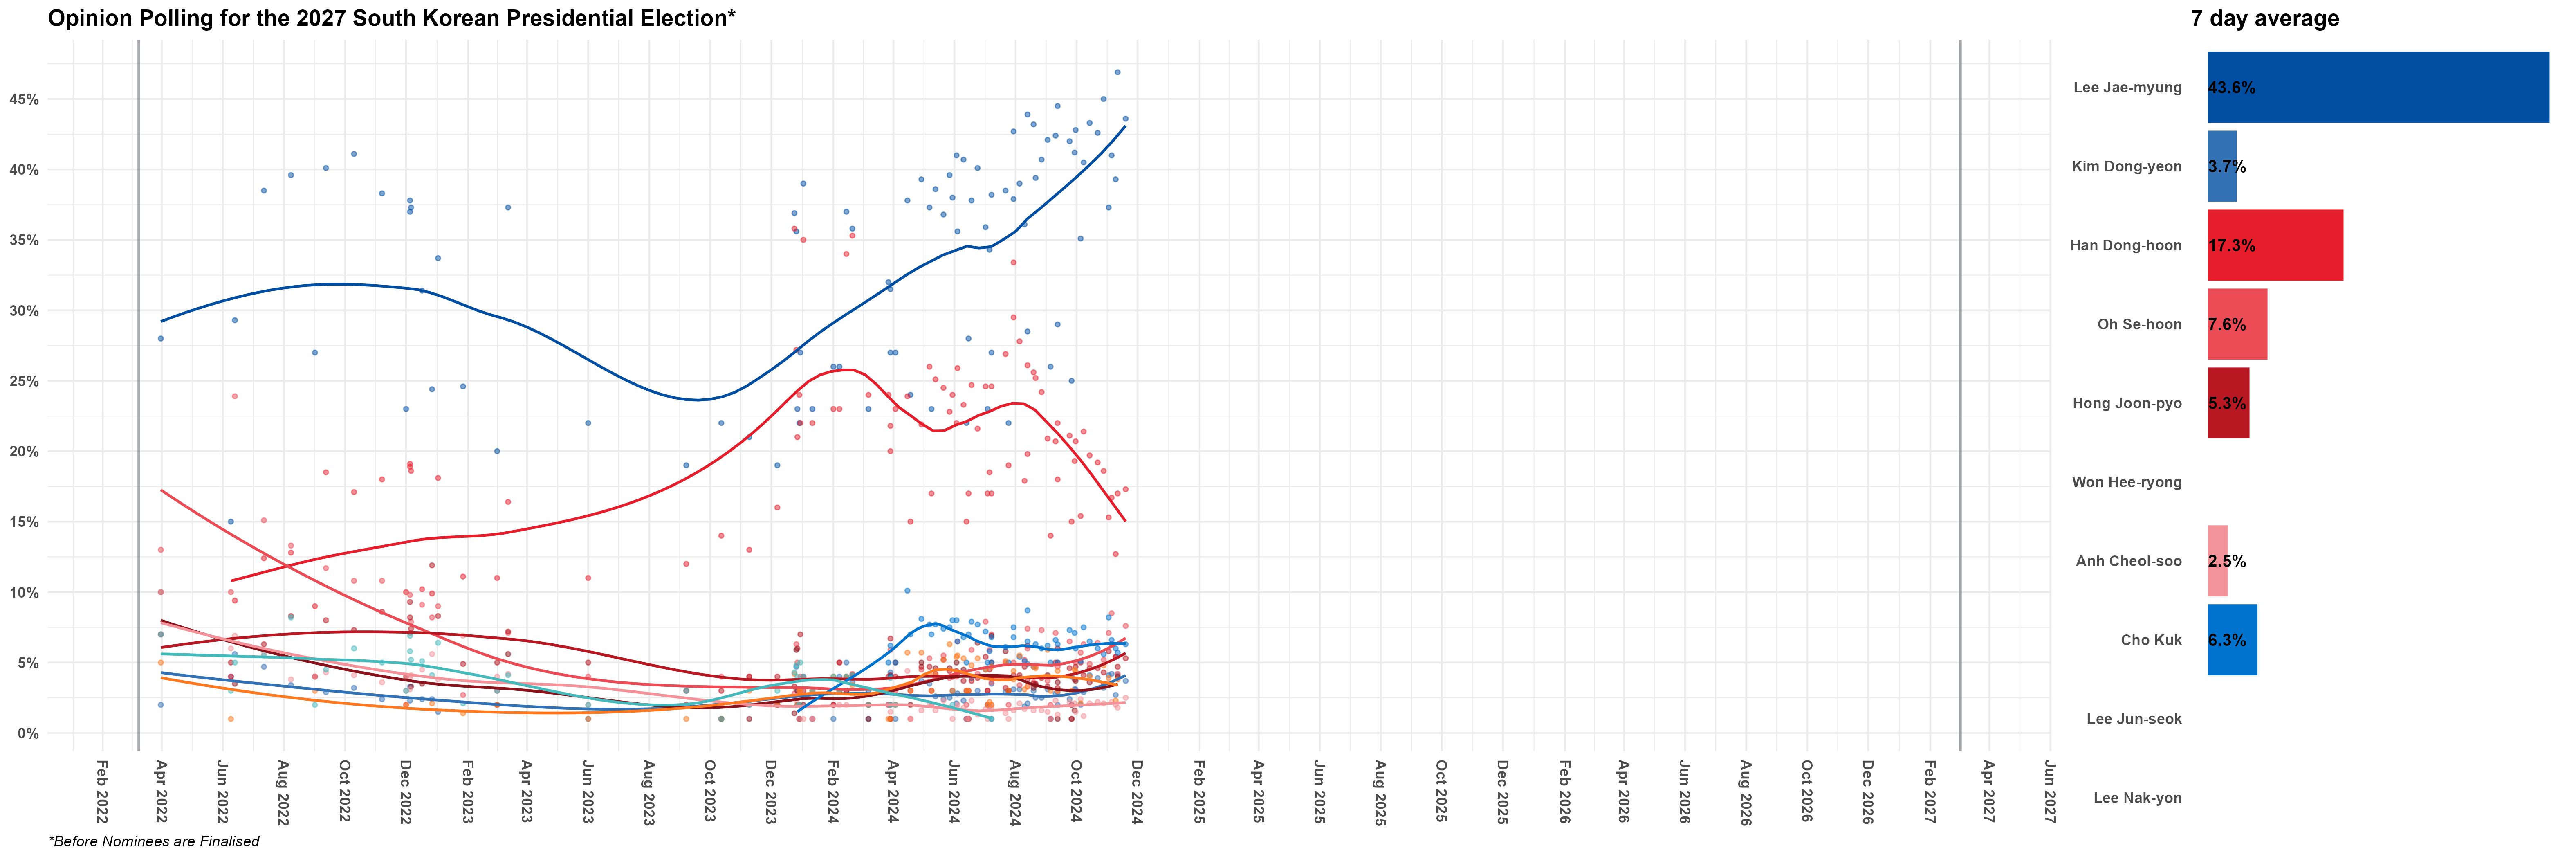 Opinion Polling for the 2027 South Korean Presidential Election*
7 day average
45%
40%
35%
30%
25%
20%
15%
10%
5%
0%
Feb 2022
Apr 2022
Jun 2022
Aug 2022
Oct 2022
Dec 2022
Feb 2023
Apr 2023
Jun 2023
Aug 2023
Oct 2023
Dec 2023
Feb 2024
Apr 2024
Jun 2024
Aug 2024
Oct 2024
Dec 2024
Feb 2025
Apr 2025
Jun 2025
Aug 2025
Oct 2025
Dec 2025
Feb 2026
Apr 2026
Jun 2026
Aug 2026
Oct 2026
Dec 2026
Feb 2027
Apr 2027
Jun 2027
*Before Nominees are Finalised
Lee Jae-myung 43.6%
Kim Dong-yeon 3.7%
Han Dong-hoon 17.3%
Oh Se-hoon 7.6%
Hong Joon-pyo 5.3%
Won Hee-ryong
Anh Cheol-soo 2.5%
Cho Kuk 6.3%
Lee Jun-seok
Lee Nak-yon